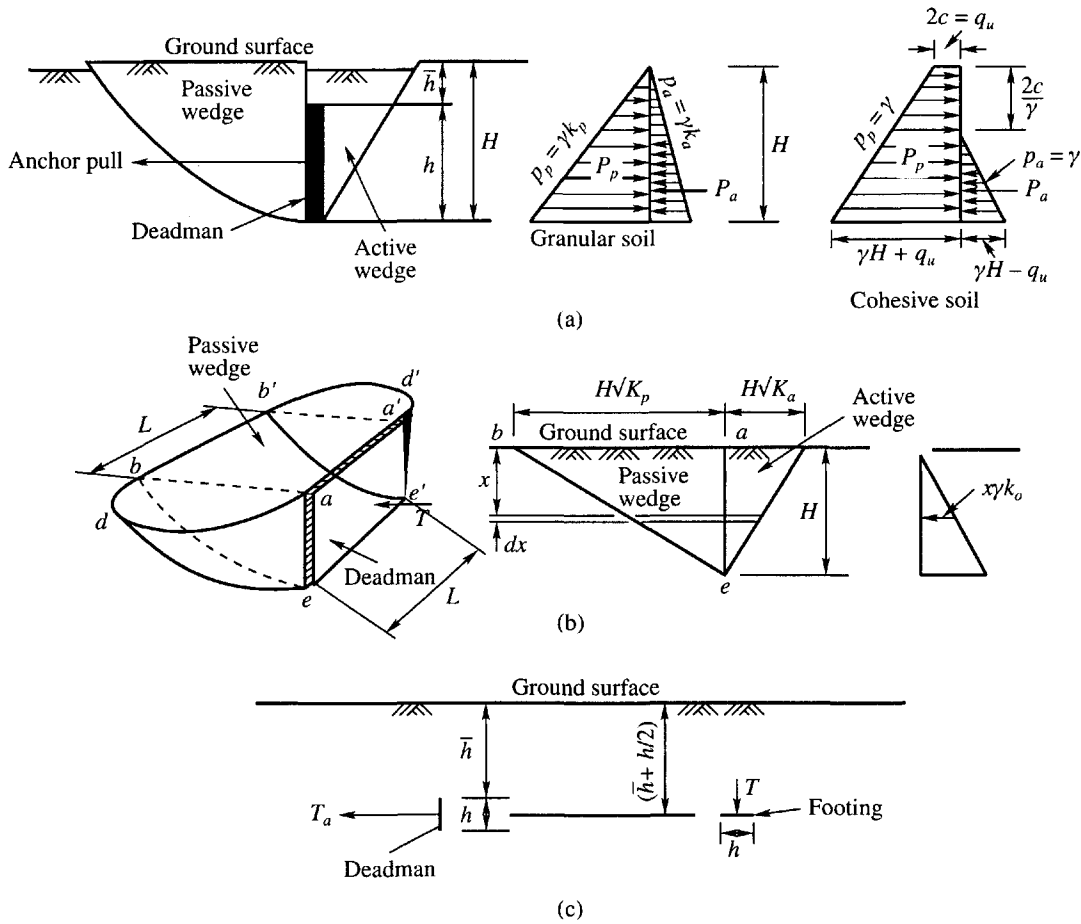 Ground surface
Passive
wedge
Anchor pull
Deadman
Active
wedge
h̄
h
H
p_p = γk_p
p_a = γk_a
P_p
P_a
Granular soil
H
2c = q_u
2c/γ
p_p = γ
P_p
p_a = γ
P_a
γH + q_u
γH – q_u
Cohesive soil
(a)
Passive
wedge
b′
d′
a′
L
b
a
d
e′
T
Deadman
L
e
H√K_p
H√K_a
Active
wedge
b
Ground surface
a
x
Passive
wedge
H
dx
e
xγk_o
(b)
Ground surface
h̄
(h̄ + h/2)
T
T_a
h
Footing
h
Deadman
(c)